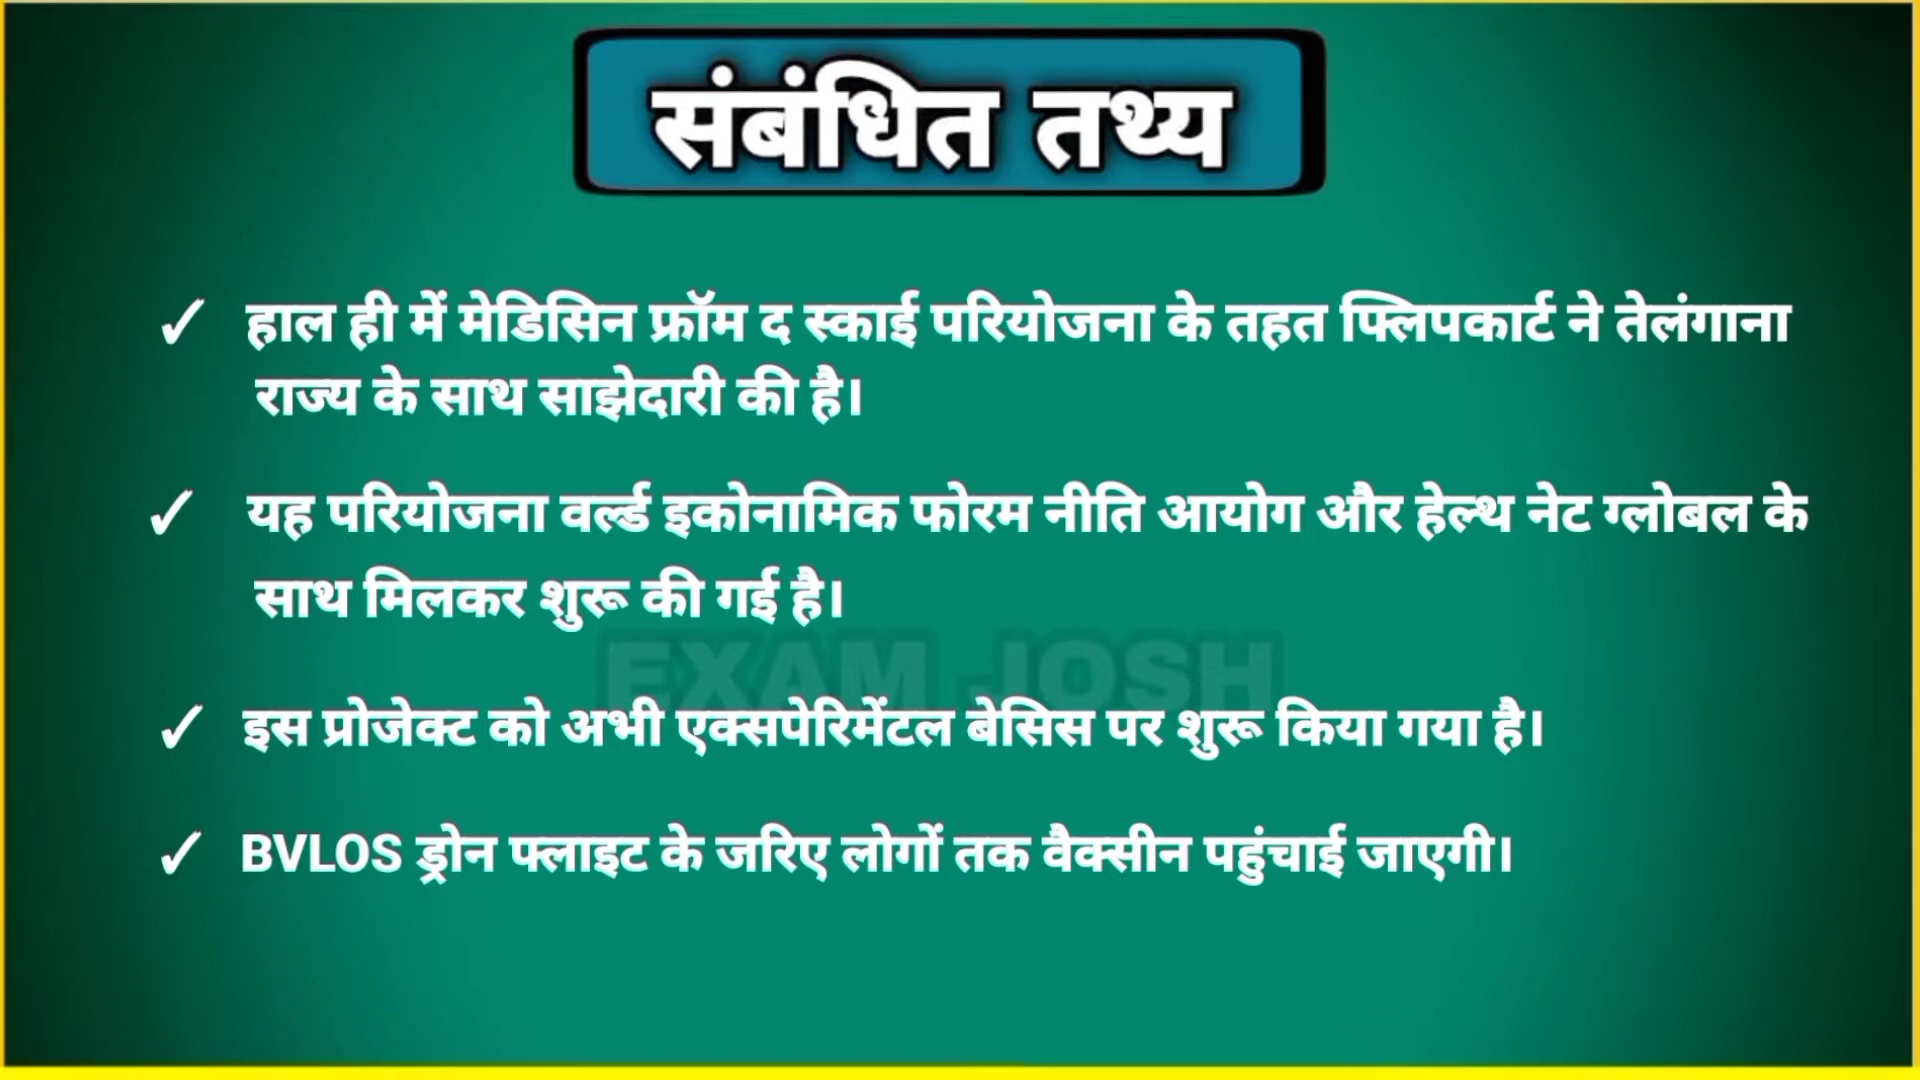 संबंधित तथ्य
✓ हाल ही में मेडिसिन फ्रॉम द स्काई परियोजना के तहत फ्लिपकार्ट ने तेलंगाना
राज्य के साथ साझेदारी की है।
✓ यह परियोजना वर्ल्ड इकोनामिक फोरम नीति आयोग और हेल्थ नेट ग्लोबल के
साथ मिलकर शुरू की गई है।
EXAM JOSH
✓ इस प्रोजेक्ट को अभी एक्सपेरिमेंटल बेसिस पर शुरू किया गया है।
✓ BVLOS ड्रोन फ्लाइट के जरिए लोगों तक वैक्सीन पहुंचाई जाएगी।